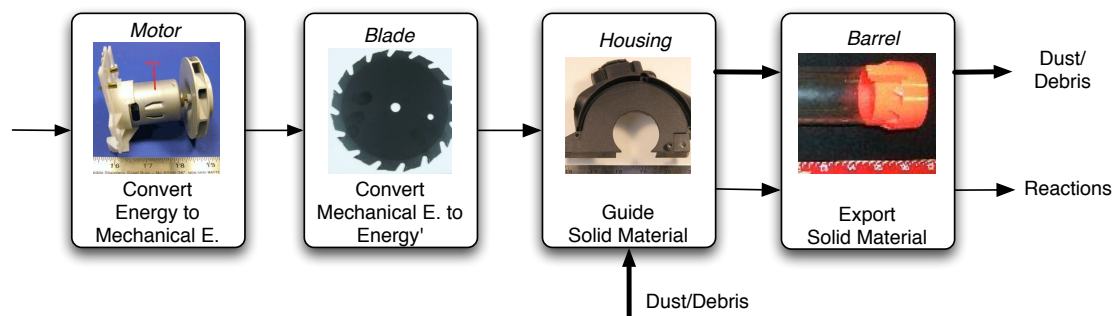 Motor
Convert
Energy to
Mechanical E.
Blade
Convert
Mechanical E. to
Energy'
Housing
Guide
Solid Material
Dust/Debris
Barrel
Export
Solid Material
Dust/
Debris
Reactions